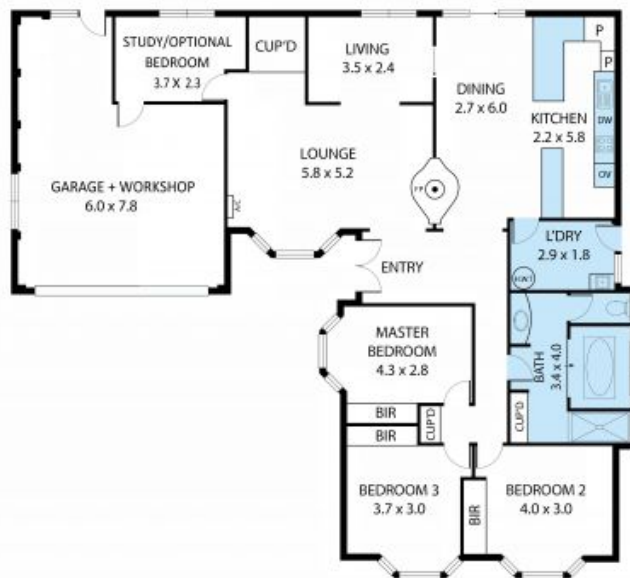 STUDY/OPTIONAL
BEDROOM
3.7 X 2.3
CUP'D
LIVING
3.5 x 2.4
P
P
DINING
2.7 x 6.0
KITCHEN
2.2 x 5.8
DW
OV
GARAGE + WORKSHOP
6.0 x 7.8
LOUNGE
5.8 x 5.2
FP
A/C
L'DRY
2.9 x 1.8
HWT
ENTRY
MASTER
BEDROOM
4.3 x 2.8
BATH
3.4 x 4.0
BIR
CUP'D
CUP'D
BIR
BEDROOM 3
3.7 x 3.0
BIR
BEDROOM 2
4.0 x 3.0